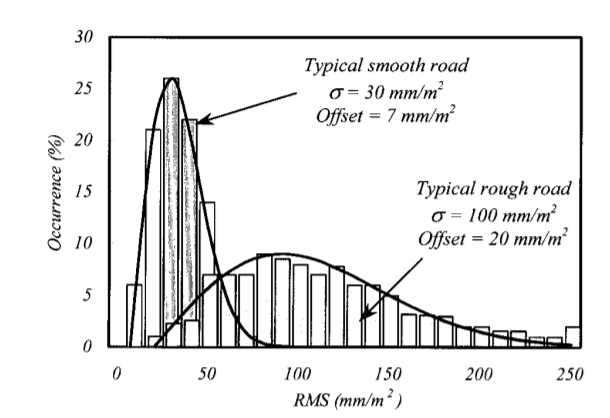 30
25
20
15
10
5
0
Occurrence (%)
Typical smooth road
σ = 30 mm/m²
Offset = 7 mm/m²
Typical rough road
σ = 100 mm/m²
Offset = 20 mm/m²
0 50 100 150 200 250
RMS (mm/m²)